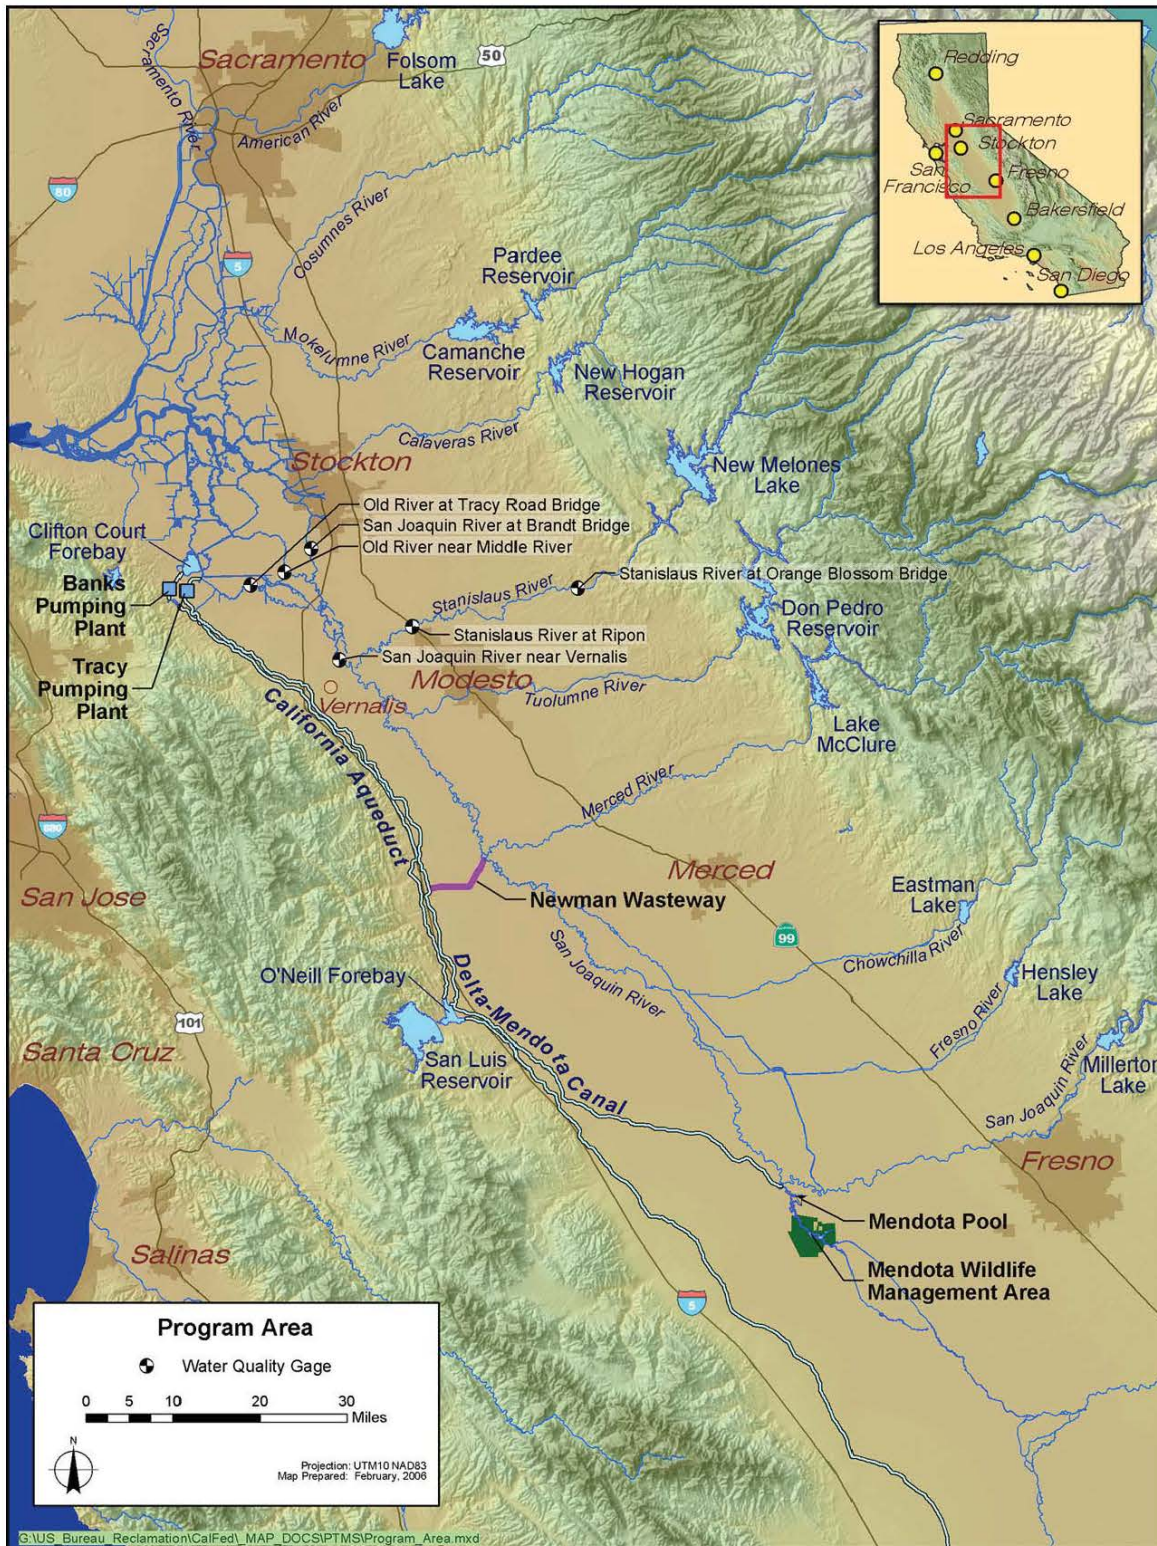 Sacramento
Folsom
Lake
50
Sacramento River
American River
80
Cosumnes River
5
Pardee
Reservoir
Mokelumne River
Camanche
Reservoir
New Hogan
Reservoir
Calaveras River
Stockton
New Melones
Lake
Old River at Tracy Road Bridge
San Joaquin River at Brandt Bridge
Old River near Middle River
Clifton Court
Forebay
Banks
Pumping
Plant
Tracy
Pumping
Plant
Stanislaus River
Stanislaus River at Orange Blossom Bridge
Don Pedro
Reservoir
Stanislaus River at Ripon
San Joaquin River near Vernalis
Modesto
Vernalis
Tuolumne River
Lake
McClure
California Aqueduct
Merced River
680
San Jose
Merced
Newman Wasteway
Eastman
Lake
99
San Joaquin River
Chowchilla River
Hensley
Lake
O'Neill Forebay
Delta-Mendota Canal
101
Santa Cruz
San Luis
Reservoir
Fresno River
Millerton
Lake
San Joaquin River
Fresno
Mendota Pool
Mendota Wildlife
Management Area
Salinas
5
Redding
Sacramento
Stockton
San
Francisco
Fresno
Bakersfield
Los Angeles
San Diego
Program Area
Water Quality Gage
0 5 10 20 30
Miles
N
Projection: UTM10 NAD83
Map Prepared: February, 2006
G:\US_Bureau_Reclamation\CalFed\_MAP_DOCS\PTMS\Program_Area.mxd